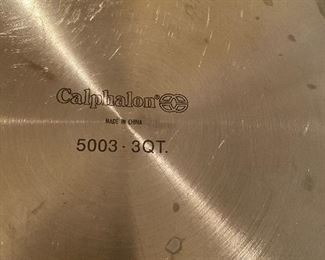 Calphalon®
MADE IN CHINA
5003 · 3QT.